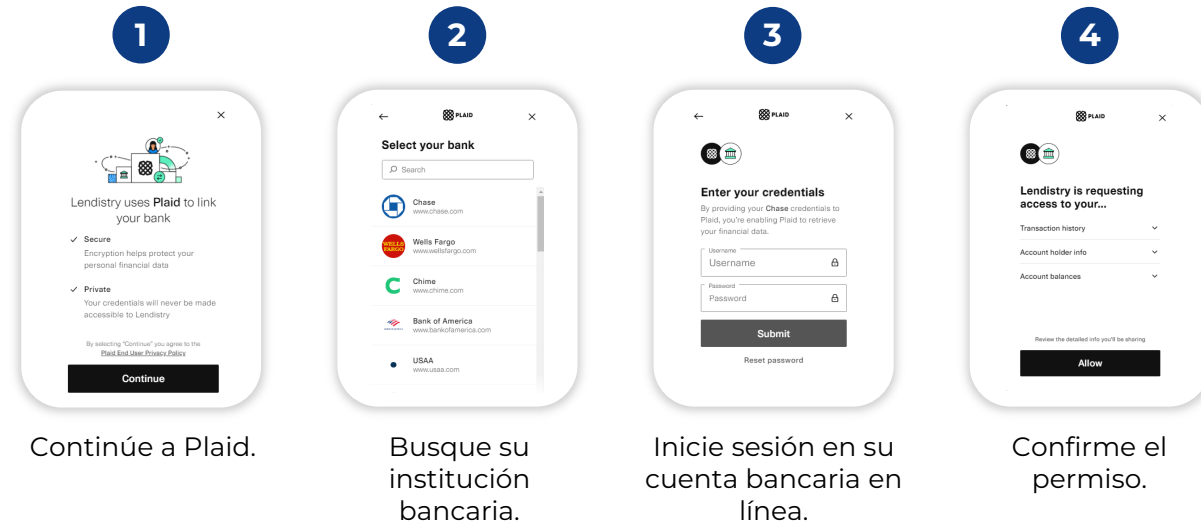 1
×
Lendistry uses Plaid to link
your bank
Secure
Encryption helps protect your
personal financial data
Private
Your credentials will never be made
accessible to Lendistry
By selecting "Continue" you agree to the
Plaid End User Privacy Policy
Continue
Continúe a Plaid.
2
PLAID
Select your bank
Search
Chase
www.chase.com
WELLS
FARGO
Wells Fargo
www.wellsfargo.com
Chime
www.chime.com
Bank of America
www.bankofamerica.com
USAA
www.usaa.com
Busque su
institución
bancaria.
3
PLAID
Enter your credentials
By providing your Chase credentials to
Plaid, you're enabling Plaid to retrieve
your financial data.
Username
Username
Password
Password
Submit
Reset password
Inicie sesión en su
cuenta bancaria en
línea.
4
PLAID
Lendistry is requesting
access to your...
Transaction history
Account holder info
Account balances
Review the detailed info you'll be sharing
Allow
Confirme el
permiso.